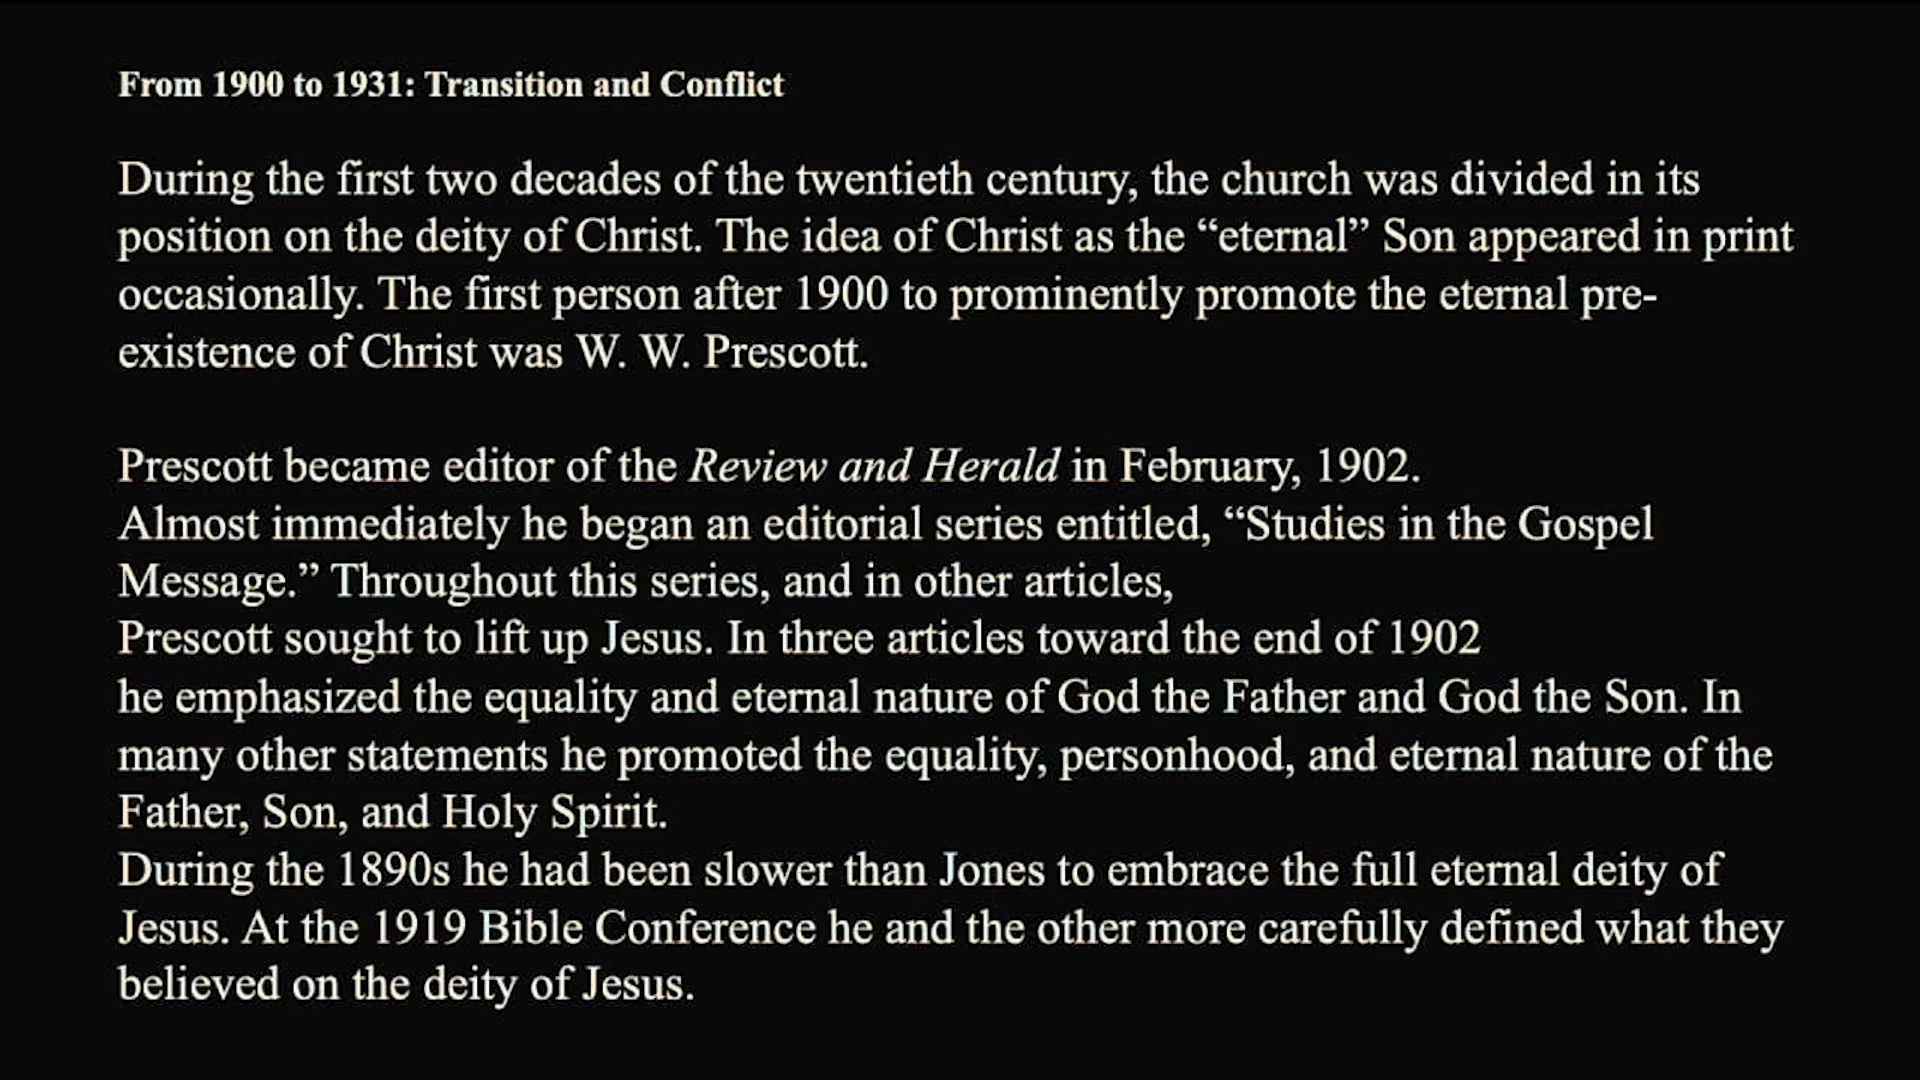 From 1900 to 1931: Transition and Conflict
During the first two decades of the twentieth century, the church was divided in its
position on the deity of Christ. The idea of Christ as the “eternal” Son appeared in print
occasionally. The first person after 1900 to prominently promote the eternal pre-
existence of Christ was W. W. Prescott.
Prescott became editor of the Review and Herald in February, 1902.
Almost immediately he began an editorial series entitled, “Studies in the Gospel
Message.” Throughout this series, and in other articles,
Prescott sought to lift up Jesus. In three articles toward the end of 1902
he emphasized the equality and eternal nature of God the Father and God the Son. In
many other statements he promoted the equality, personhood, and eternal nature of the
Father, Son, and Holy Spirit.
During the 1890s he had been slower than Jones to embrace the full eternal deity of
Jesus. At the 1919 Bible Conference he and the other more carefully defined what they
believed on the deity of Jesus.